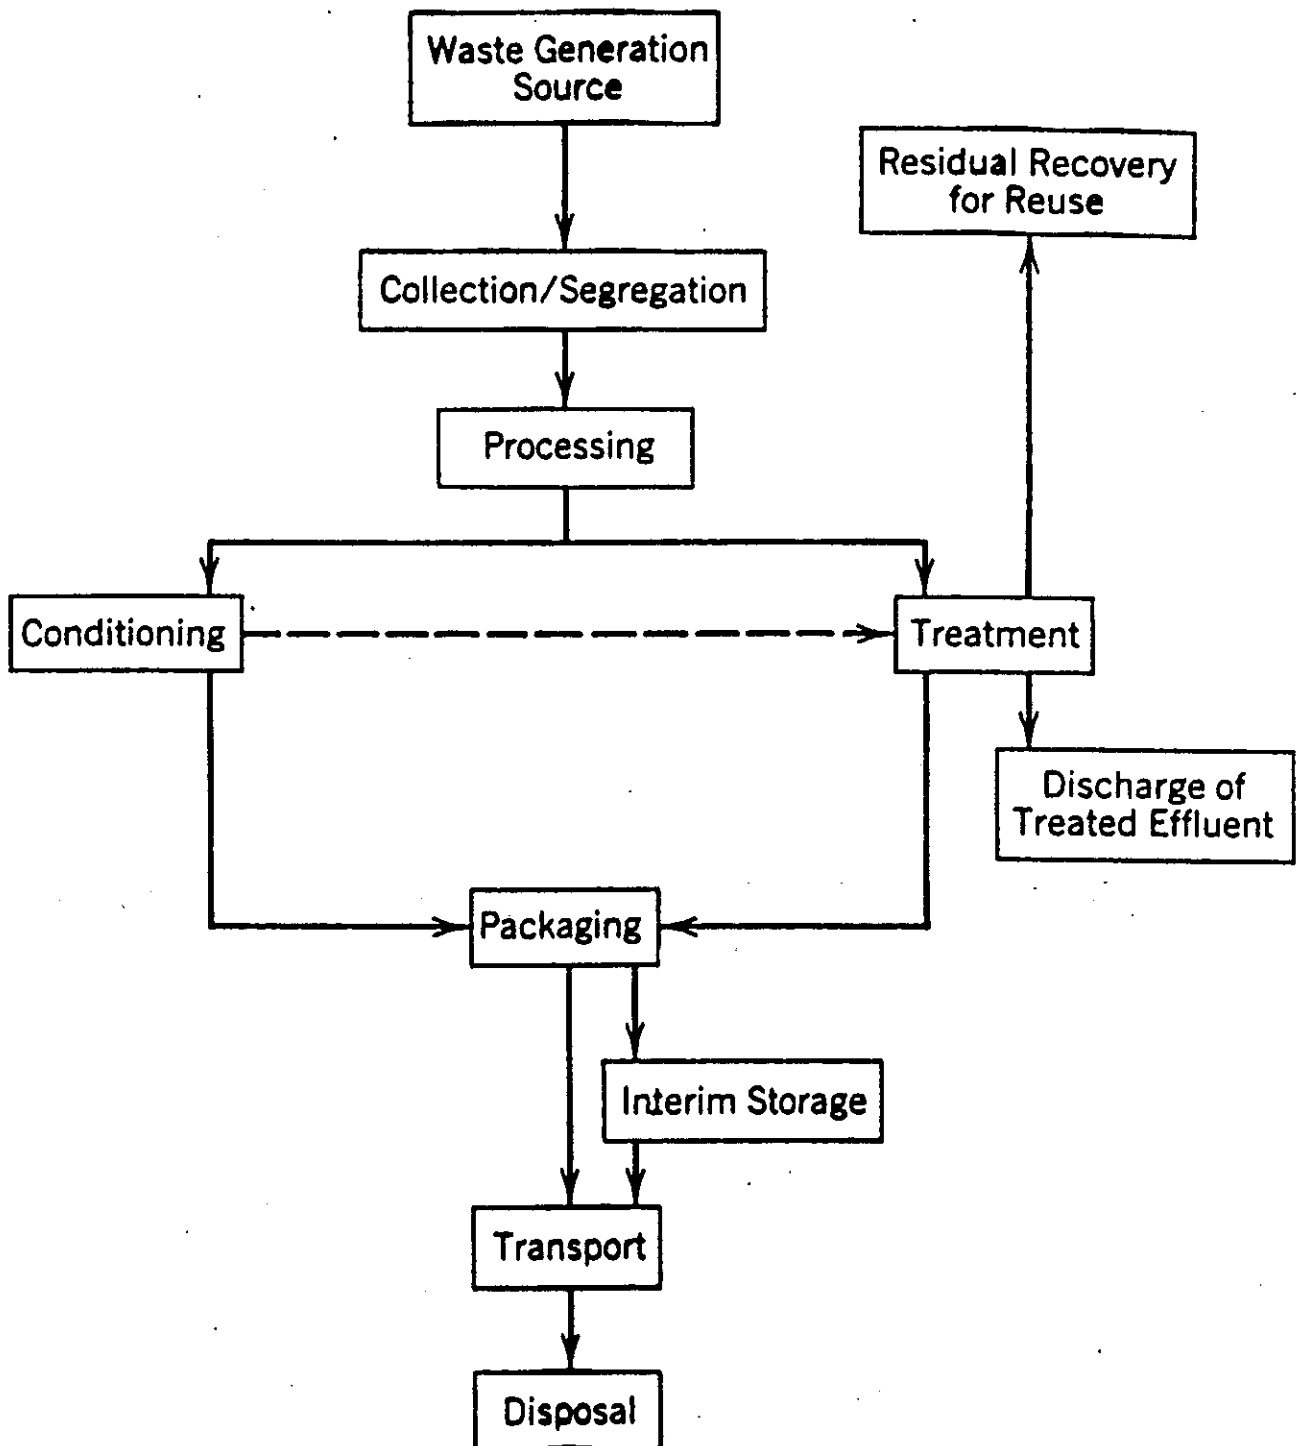 Waste Generation
Source
Residual Recovery
for Reuse
Collection/Segregation
Processing
Conditioning
Treatment
Discharge of
Treated Effluent
Packaging
Interim Storage
Transport
Disposal